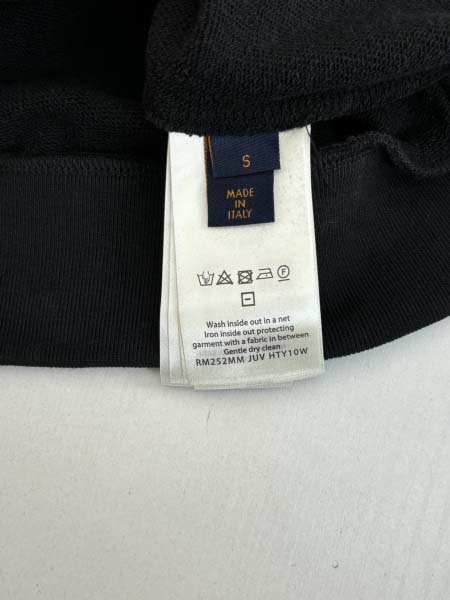 S
MADE
IN
ITALY
F
Wash inside out in a net
Iron inside out protecting
garment with a fabric in between
Gentle dry clean
RM252MM JUV HTY10W